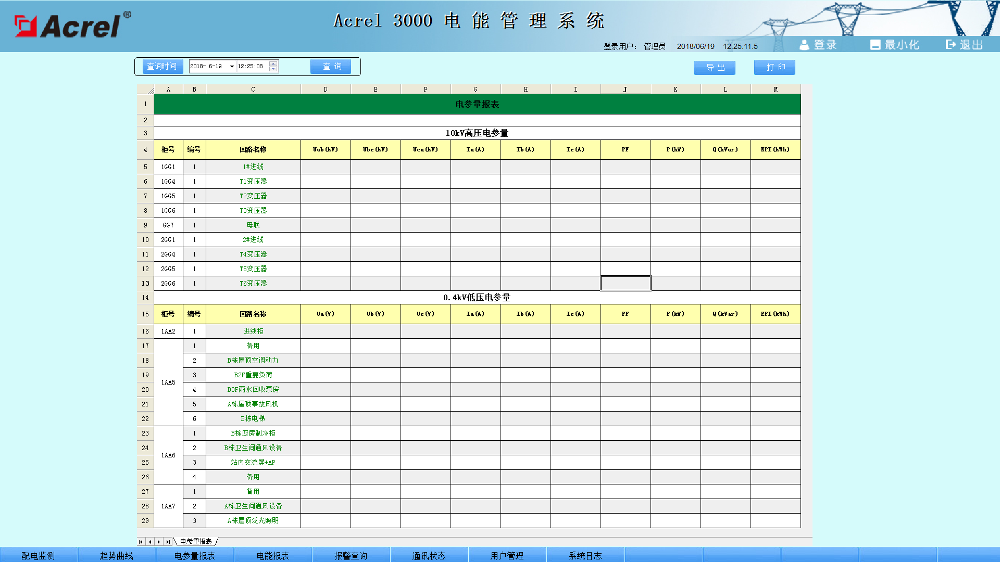 Acrel®
Acrel 3000 电能管理系统
登录用户： 管理员 2018/06/19 12:25:11.5
登录 最小化 退出
查询时间 2018- 6-19 12:25:08 查 询 导 出 打 印
A B C D E F G H I J K L M
1 电参量报表
2
3 10kV高压电参量
4 柜号 编号 回路名称 Uab(kV) Ubc(kV) Uca(kV) Ia(A) Ib(A) Ic(A) PF P(kW) Q(kVar) EPI(kWh)
5 1GG1 1 1#进线
6 1GG4 1 T1变压器
7 1GG5 1 T2变压器
8 1GG6 1 T3变压器
9 GG7 1 母联
10 2GG1 1 2#进线
11 2GG4 1 T4变压器
12 2GG5 1 T5变压器
13 2GG6 1 T6变压器
14 0.4kV低压电参量
15 柜号 编号 回路名称 Ua(V) Ub(V) Uc(V) Ia(A) Ib(A) Ic(A) PF P(kW) Q(kVar) EPI(kWh)
16 1AA2 1 进线柜
17 1 备用
18 2 B栋屋顶空调动力
19 3 B2F重要负荷
1AA5
20 4 B3F雨水回收泵房
21 5 A栋屋顶事故风机
22 6 B栋电梯
23 1 B栋厨房制冷柜
24 2 B栋卫生间通风设备
1AA6
25 3 站内交流屏+AP
26 4 备用
27 1 备用
28 1AA7 2 A栋卫生间通风设备
29 3 A栋屋顶泛光照明
电参量报表
配电监测 趋势曲线 电参量报表 电能报表 报警查询 通讯状态 用户管理 系统日志